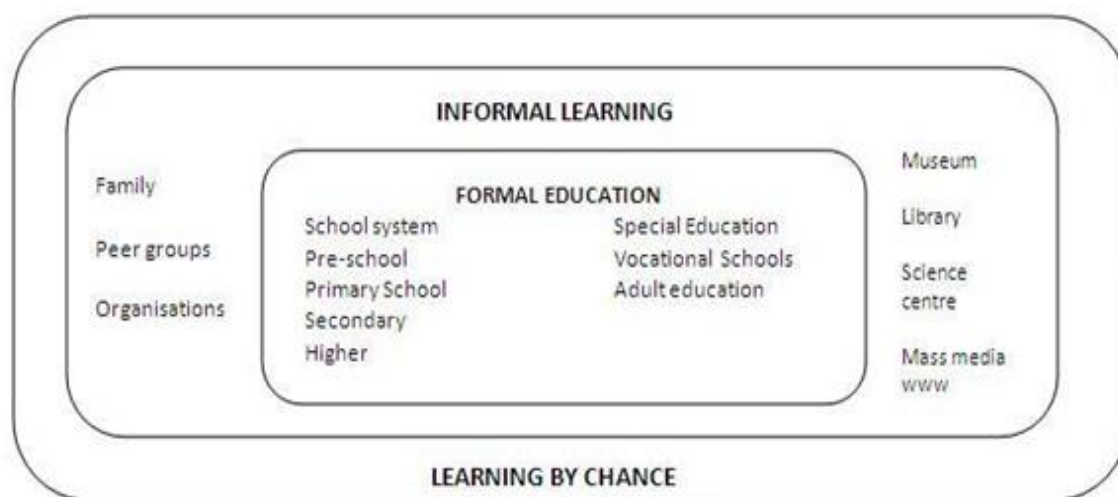 INFORMAL LEARNING
Family
Peer groups
Organisations
FORMAL EDUCATION
School system
Pre-school
Primary School
Secondary
Higher
Special Education
Vocational Schools
Adult education
Museum
Library
Science
centre
Mass media
www
LEARNING BY CHANCE